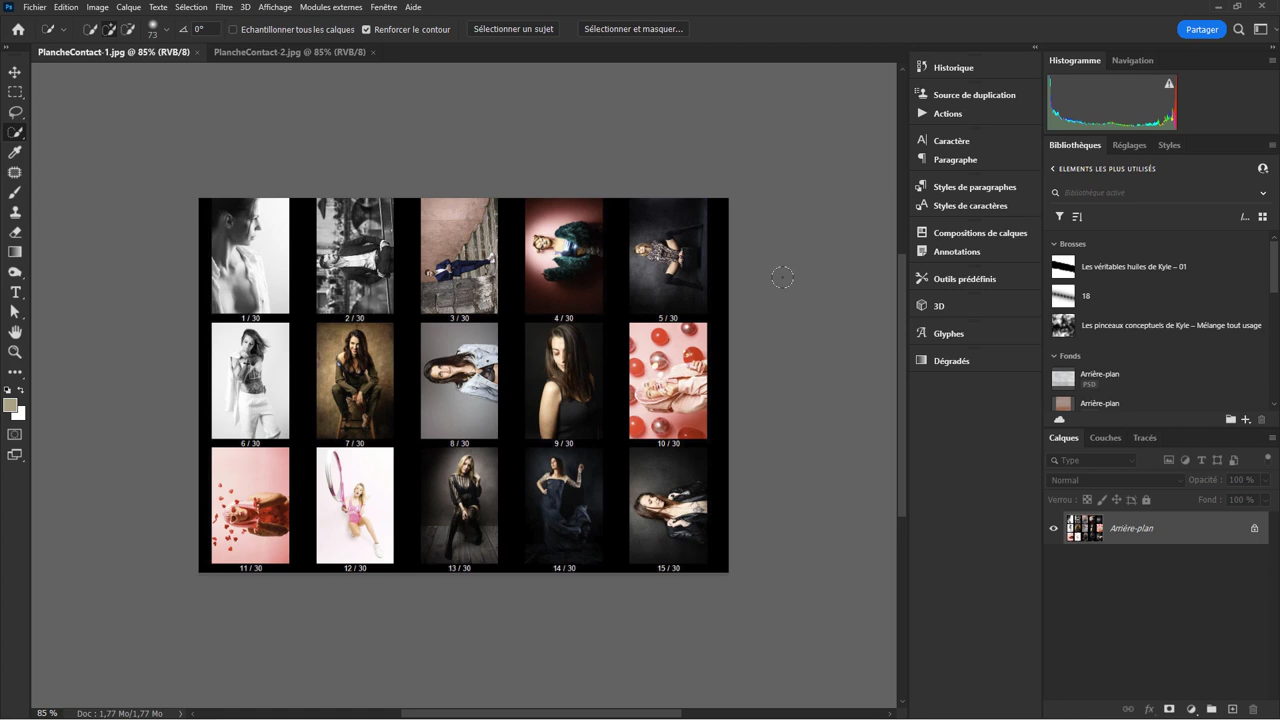 Ps Fichier Edition Image Calque Texte Sélection Filtre 3D Affichage Modules externes Fenêtre Aide
73 0° Echantillonner tous les calques Renforcer le contour Sélectionner un sujet Sélectionner et masquer... Partager
PlancheContact-1.jpg @ 85% (RVB/8) × PlancheContact-2.jpg @ 85% (RVB/8) ×
Historique
Source de duplication
Actions
Caractère
Paragraphe
Styles de paragraphes
Styles de caractères
Compositions de calques
Annotations
Outils prédéfinis
3D
Glyphes
Dégradés
Histogramme Navigation
Bibliothèques Réglages Styles
ELEMENTS LES PLUS UTILISÉS
Bibliothèque active
Brosses
Les véritables huiles de Kyle – 01
18
Les pinceaux conceptuels de Kyle – Mélange tout usage
Fonds
Arrière-plan
PSD
Arrière-plan
Calques Couches Tracés
Type
Normal Opacité : 100 %
Verrou : Fond : 100 %
Arrière-plan
1 / 30 2 / 30 3 / 30 4 / 30 5 / 30
6 / 30 7 / 30 8 / 30 9 / 30 10 / 30
11 / 30 12 / 30 13 / 30 14 / 30 15 / 30
85 % Doc : 1,77 Mo/1,77 Mo